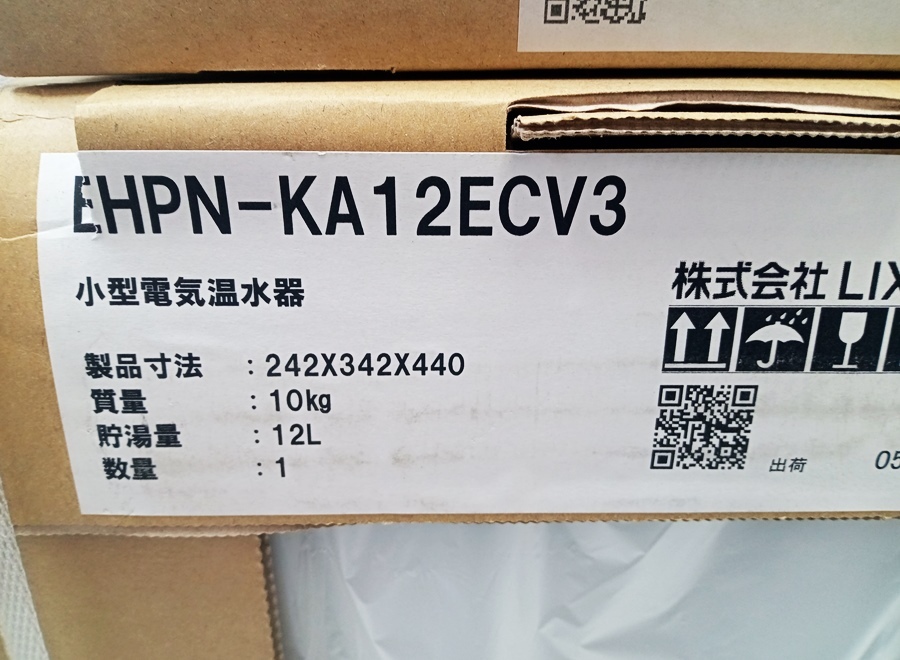 EHPN-KA12ECV3
小型電気温水器
株式会社 LIX
製品寸法 : 242X342X440
質量 : 10kg
貯湯量 : 12L
数量 : 1
出荷 05